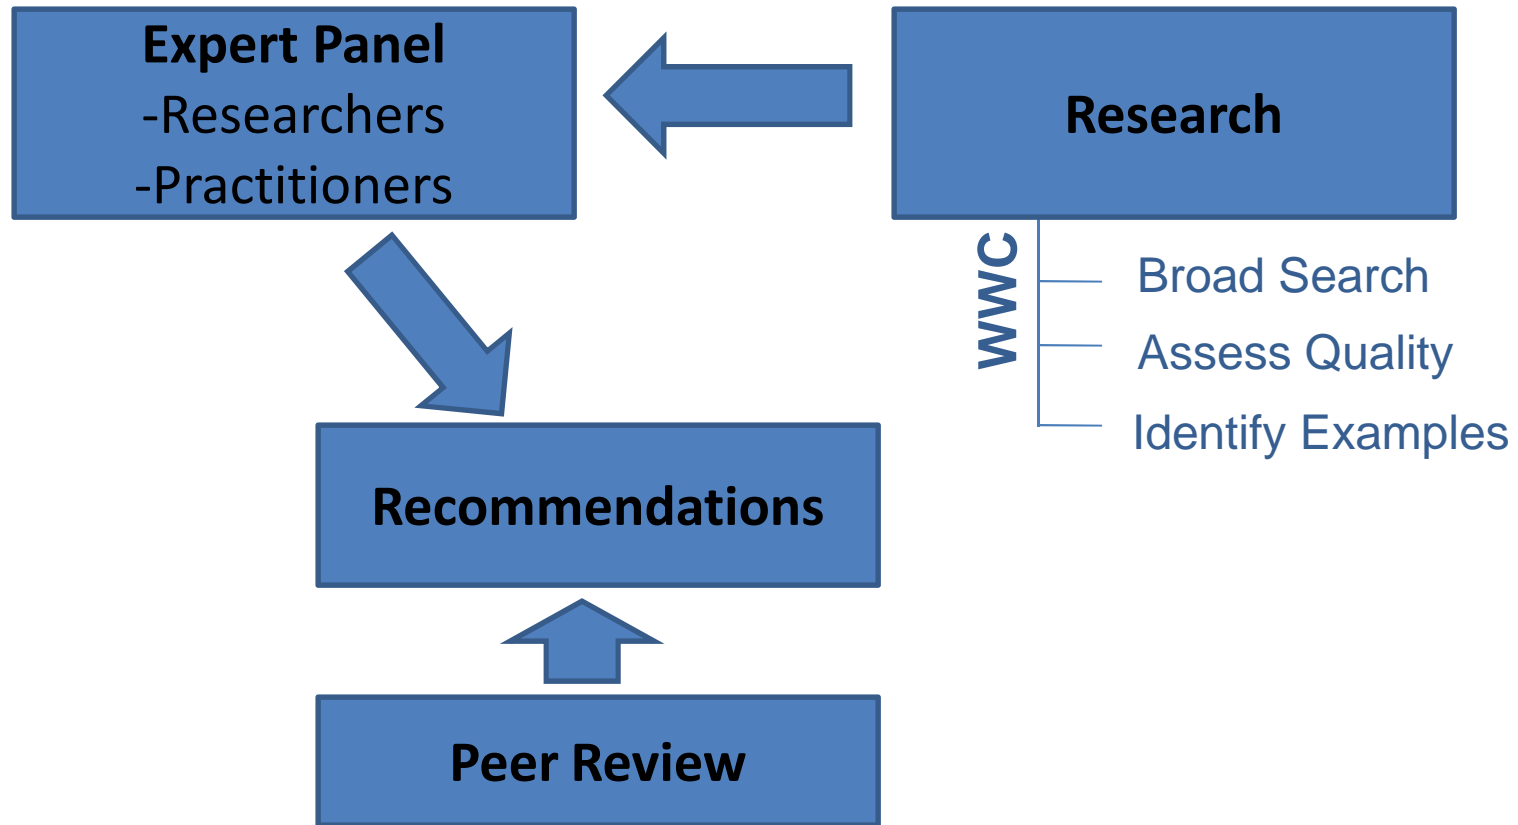 Expert Panel
-Researchers
-Practitioners
Research
WWC
Broad Search
Assess Quality
Identify Examples
Recommendations
Peer Review